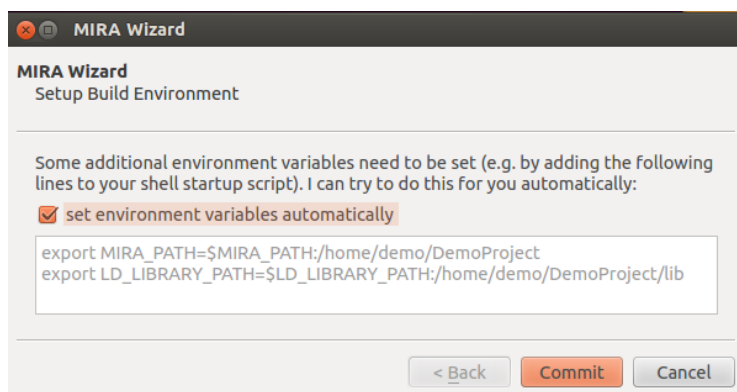 MIRA Wizard
MIRA Wizard
Setup Build Environment
Some additional environment variables need to be set (e.g. by adding the following
lines to your shell startup script). I can try to do this for you automatically:
set environment variables automatically
export MIRA_PATH=$MIRA_PATH:/home/demo/DemoProject
export LD_LIBRARY_PATH=$LD_LIBRARY_PATH:/home/demo/DemoProject/lib
< Back Commit Cancel